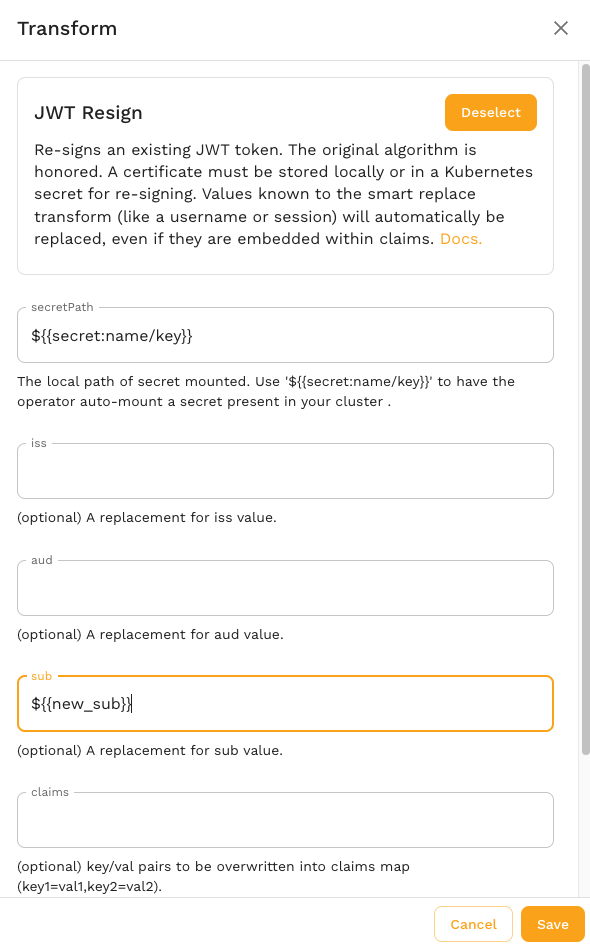 Transform
JWT Resign
Deselect
Re-signs an existing JWT token. The original algorithm is
honored. A certificate must be stored locally or in a Kubernetes
secret for re-signing. Values known to the smart replace
transform (like a username or session) will automatically be
replaced, even if they are embedded within claims. Docs.
secretPath
${{secret:name/key}}
The local path of secret mounted. Use '${{secret:name/key}}' to have the
operator auto-mount a secret present in your cluster .
iss
(optional) A replacement for iss value.
aud
(optional) A replacement for aud value.
sub
${{new_sub}}
(optional) A replacement for sub value.
claims
(optional) key/val pairs to be overwritten into claims map
(key1=val1,key2=val2).
Cancel
Save